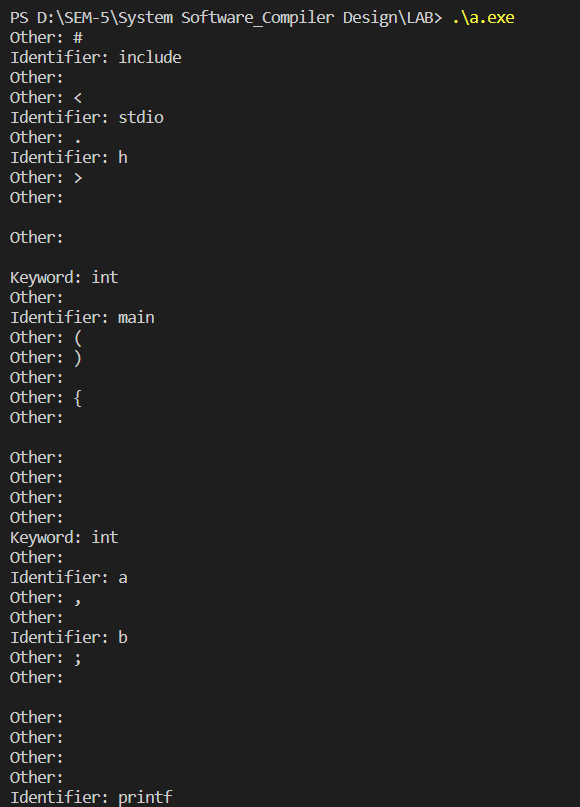 PS D:\SEM-5\System Software_Compiler Design\LAB> .\a.exe
Other: #
Identifier: include
Other:
Other: <
Identifier: stdio
Other: .
Identifier: h
Other: >
Other:
Other:
Keyword: int
Other:
Identifier: main
Other: (
Other: )
Other:
Other: {
Other:
Other:
Other:
Other:
Other:
Keyword: int
Other:
Identifier: a
Other: ,
Other:
Identifier: b
Other: ;
Other:
Other:
Other:
Other:
Other:
Identifier: printf